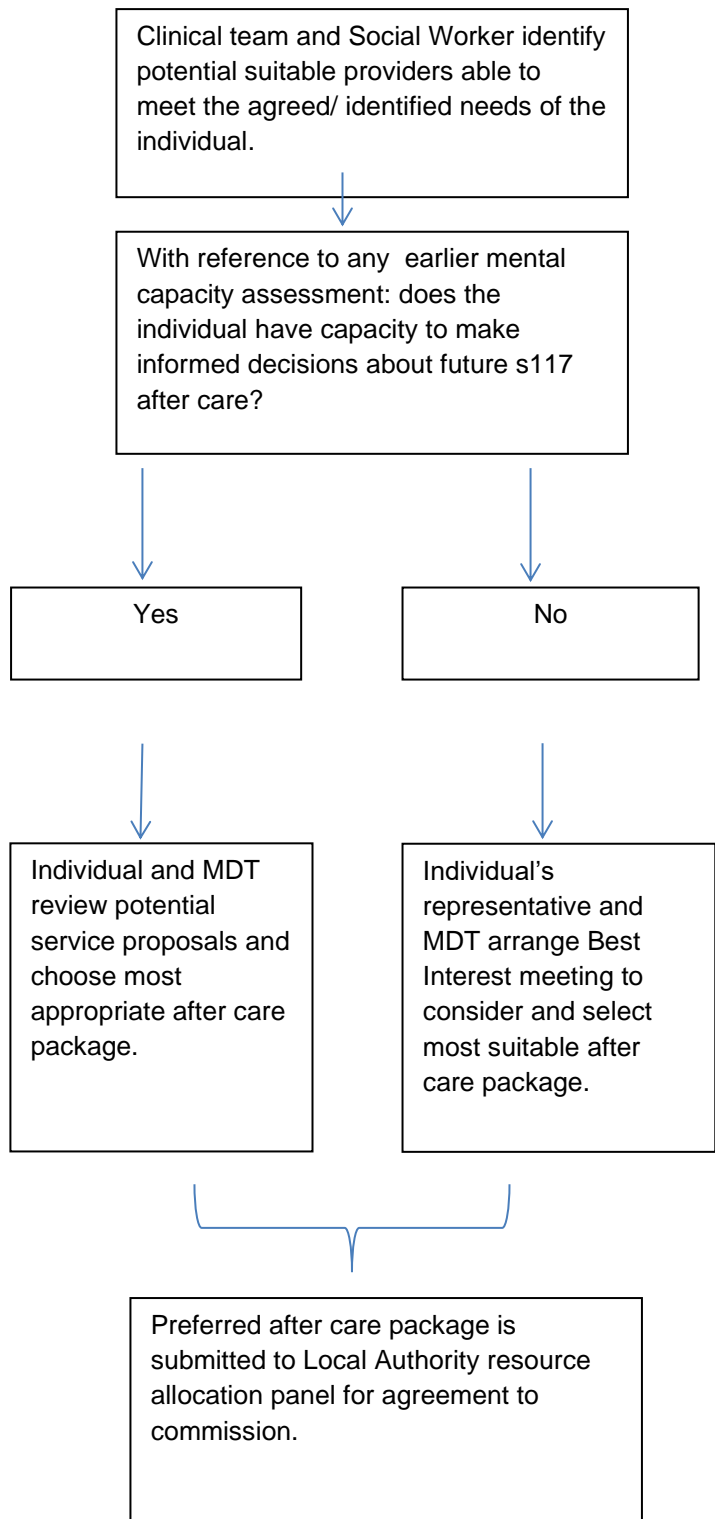 Clinical team and Social Worker identify
potential suitable providers able to
meet the agreed/ identified needs of the
individual.
With reference to any  earlier mental
capacity assessment: does the
individual have capacity to make
informed decisions about future s117
after care?
Yes
No
Individual and MDT
review potential
service proposals and
choose most
appropriate after care
package.
Individual’s
representative and
MDT arrange Best
Interest meeting to
consider and select
most suitable after
care package.
Preferred after care package is
submitted to Local Authority resource
allocation panel for agreement to
commission.